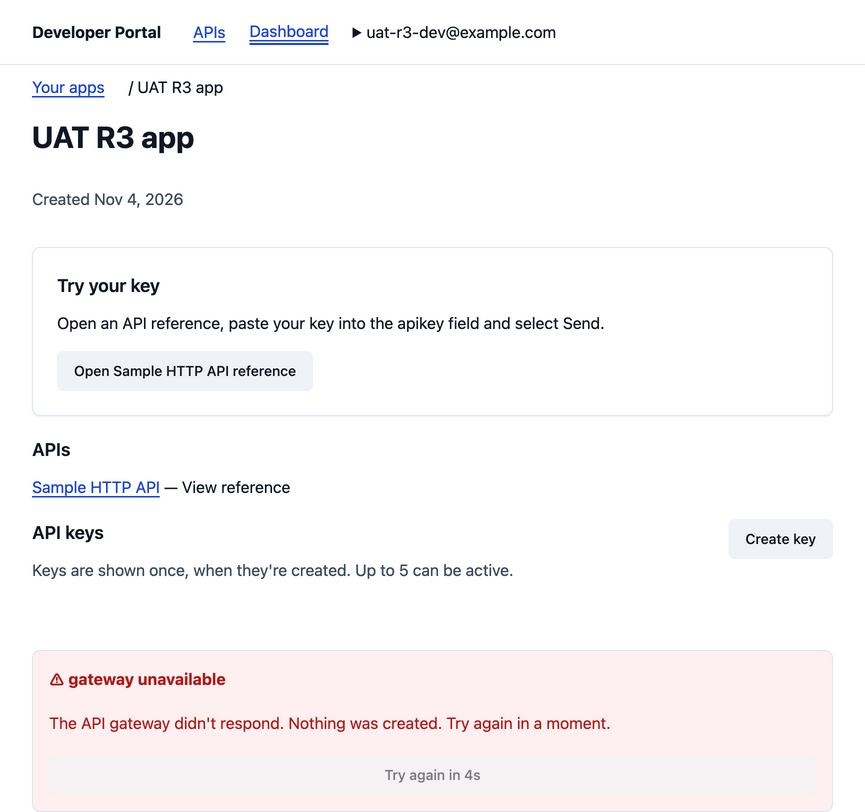 Developer Portal APIs Dashboard ▶ uat-r3-dev@example.com
Your apps / UAT R3 app
UAT R3 app
Created Nov 4, 2026
Try your key
Open an API reference, paste your key into the apikey field and select Send.
Open Sample HTTP API reference
APIs
Sample HTTP API — View reference
API keys
Create key
Keys are shown once, when they're created. Up to 5 can be active.
⚠ gateway unavailable
The API gateway didn't respond. Nothing was created. Try again in a moment.
Try again in 4s